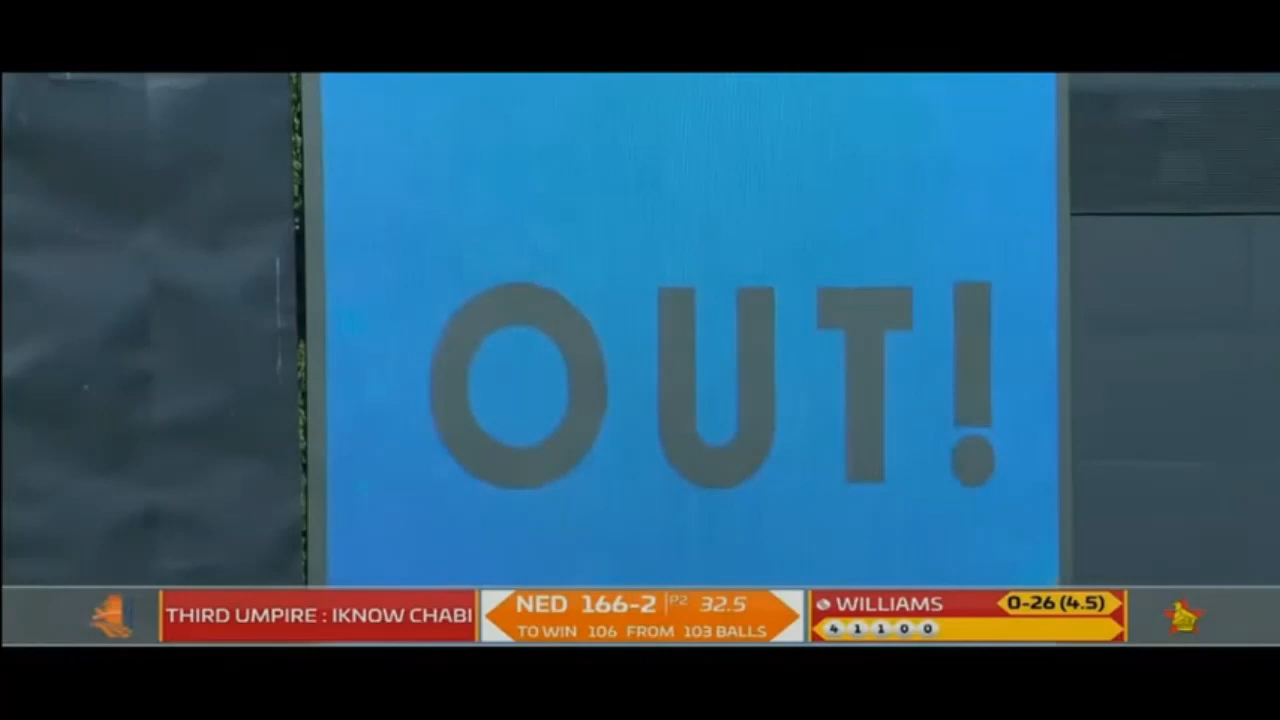 OUT!
THIRD UMPIRE : IKNOW CHABI
NED 166-2 P2 32.5
TO WIN 106 FROM 103 BALLS
WILLIAMS 0-26 (4.5)
4 1 1 0 0